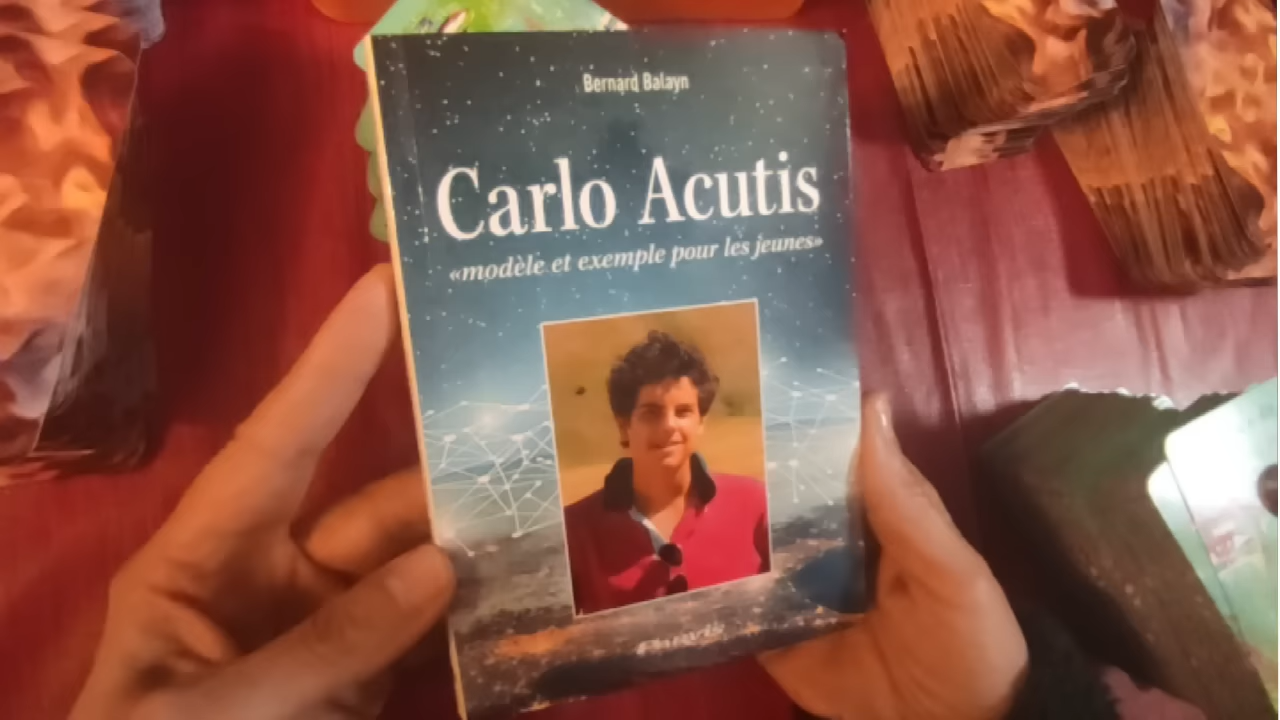 Bernard Balayn
Carlo Acutis
«modèle et exemple pour les jeunes»